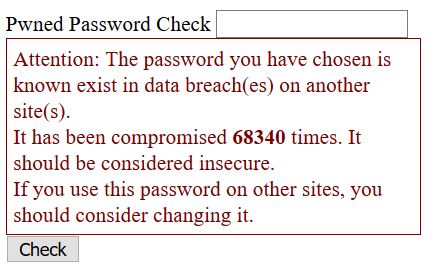 Pwned Password Check
Attention: The password you have chosen is
known exist in data breach(es) on another
site(s).
It has been compromised 68340 times. It
should be considered insecure.
If you use this password on other sites, you
should consider changing it.
Check